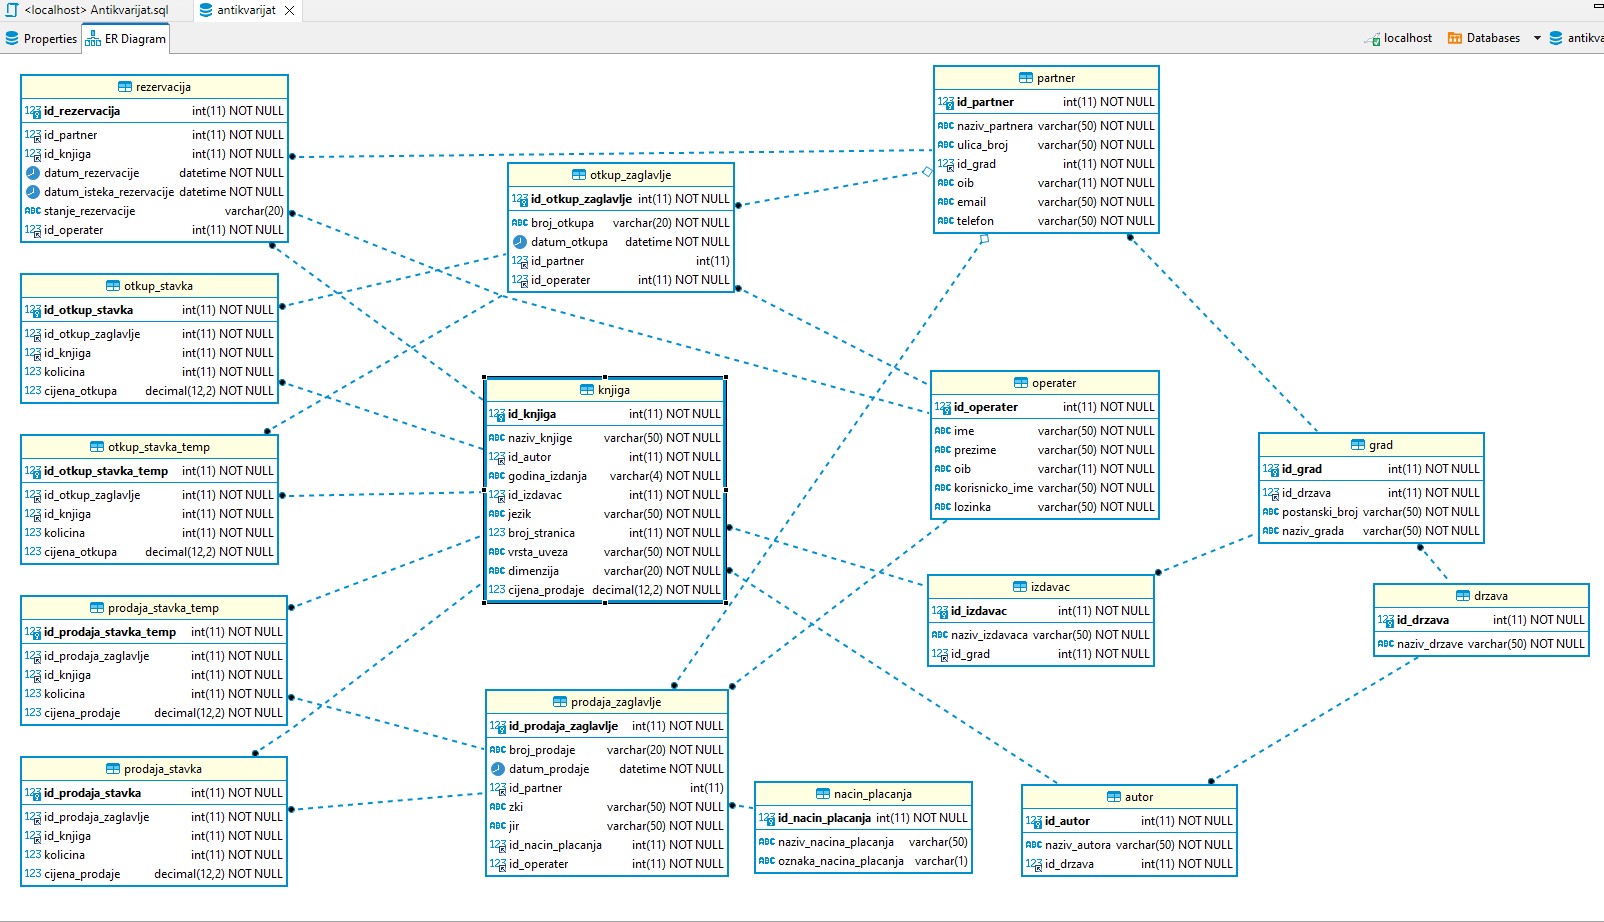 <localhost> Antikvarijat.sql
antikvarijat
Properties
ER Diagram
localhost
Databases
antikva
rezervacija
id_rezervacija int(11) NOT NULL
id_partner int(11) NOT NULL
id_knjiga int(11) NOT NULL
datum_rezervacije datetime NOT NULL
datum_isteka_rezervacije datetime NOT NULL
stanje_rezervacije varchar(20)
id_operater int(11) NOT NULL
otkup_zaglavlje
id_otkup_zaglavlje int(11) NOT NULL
broj_otkupa varchar(20) NOT NULL
datum_otkupa datetime NOT NULL
id_partner int(11)
id_operater int(11) NOT NULL
partner
id_partner int(11) NOT NULL
naziv_partnera varchar(50) NOT NULL
ulica_broj varchar(50) NOT NULL
id_grad int(11) NOT NULL
oib varchar(11) NOT NULL
email varchar(50) NOT NULL
telefon varchar(50) NOT NULL
otkup_stavka
id_otkup_stavka int(11) NOT NULL
id_otkup_zaglavlje int(11) NOT NULL
id_knjiga int(11) NOT NULL
kolicina int(11) NOT NULL
cijena_otkupa decimal(12,2) NOT NULL
otkup_stavka_temp
id_otkup_stavka_temp int(11) NOT NULL
id_otkup_zaglavlje int(11) NOT NULL
id_knjiga int(11) NOT NULL
kolicina int(11) NOT NULL
cijena_otkupa decimal(12,2) NOT NULL
knjiga
id_knjiga int(11) NOT NULL
naziv_knjige varchar(50) NOT NULL
id_autor int(11) NOT NULL
godina_izdanja varchar(4) NOT NULL
id_izdavac int(11) NOT NULL
jezik varchar(50) NOT NULL
broj_stranica int(11) NOT NULL
vrsta_uveza varchar(50) NOT NULL
dimenzija varchar(20) NOT NULL
cijena_prodaje decimal(12,2) NOT NULL
operater
id_operater int(11) NOT NULL
ime varchar(50) NOT NULL
prezime varchar(50) NOT NULL
oib varchar(11) NOT NULL
korisnicko_ime varchar(50) NOT NULL
lozinka varchar(50) NOT NULL
grad
id_grad int(11) NOT NULL
id_drzava int(11) NOT NULL
postanski_broj varchar(50) NOT NULL
naziv_grada varchar(50) NOT NULL
izdavac
id_izdavac int(11) NOT NULL
naziv_izdavaca varchar(50) NOT NULL
id_grad int(11) NOT NULL
drzava
id_drzava int(11) NOT NULL
naziv_drzave varchar(50) NOT NULL
prodaja_stavka_temp
id_prodaja_stavka_temp int(11) NOT NULL
id_prodaja_zaglavlje int(11) NOT NULL
id_knjiga int(11) NOT NULL
kolicina int(11) NOT NULL
cijena_prodaje decimal(12,2) NOT NULL
prodaja_stavka
id_prodaja_stavka int(11) NOT NULL
id_prodaja_zaglavlje int(11) NOT NULL
id_knjiga int(11) NOT NULL
kolicina int(11) NOT NULL
cijena_prodaje decimal(12,2) NOT NULL
prodaja_zaglavlje
id_prodaja_zaglavlje int(11) NOT NULL
broj_prodaje varchar(20) NOT NULL
datum_prodaje datetime NOT NULL
id_partner int(11)
zki varchar(50) NOT NULL
jir varchar(50) NOT NULL
id_nacin_placanja int(11) NOT NULL
id_operater int(11) NOT NULL
nacin_placanja
id_nacin_placanja int(11) NOT NULL
naziv_nacina_placanja varchar(50)
oznaka_nacina_placanja varchar(1)
autor
id_autor int(11) NOT NULL
naziv_autora varchar(50) NOT NULL
id_drzava int(11) NOT NULL